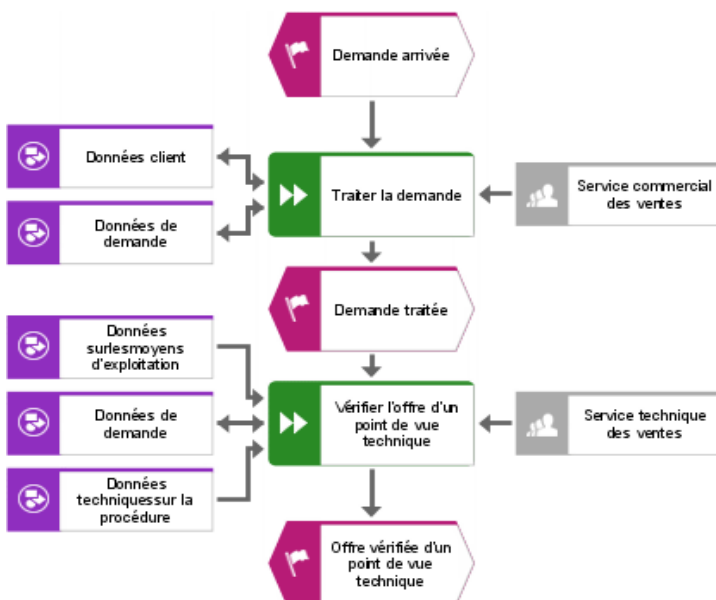 Demande arrivée
Données client
Traiter la demande
Service commercial
des ventes
Données de
demande
Demande traitée
Données
surlesmoyens
d'exploitation
Données de
demande
Vérifier l'offre d'un
point de vue
technique
Service technique
des ventes
Données
techniquessur la
procédure
Offre vérifiée d'un
point de vue
technique